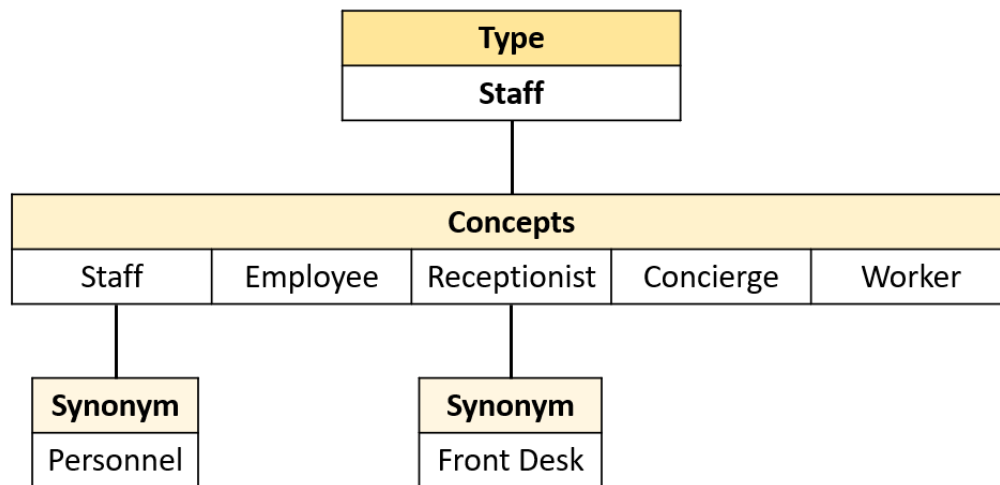 Type
Staff
Concepts
Staff Employee Receptionist Concierge Worker
Synonym Synonym
Personnel Front Desk